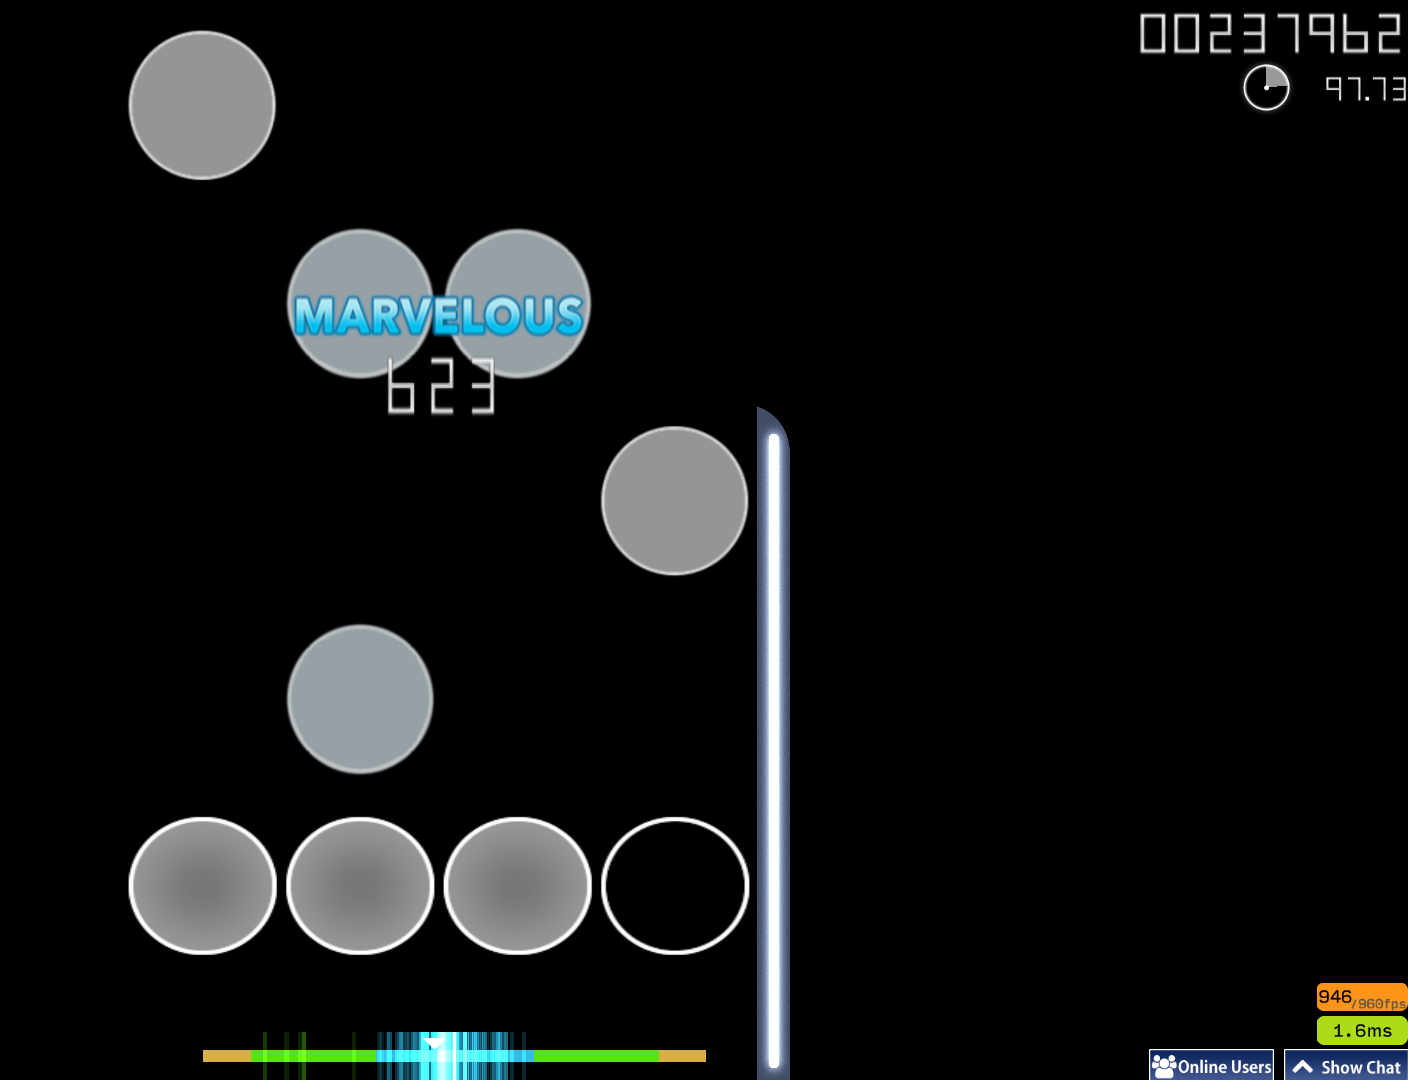 00237962
97.73
MARVELOUS
623
946/960fps
1.6ms
Online Users
Show Chat